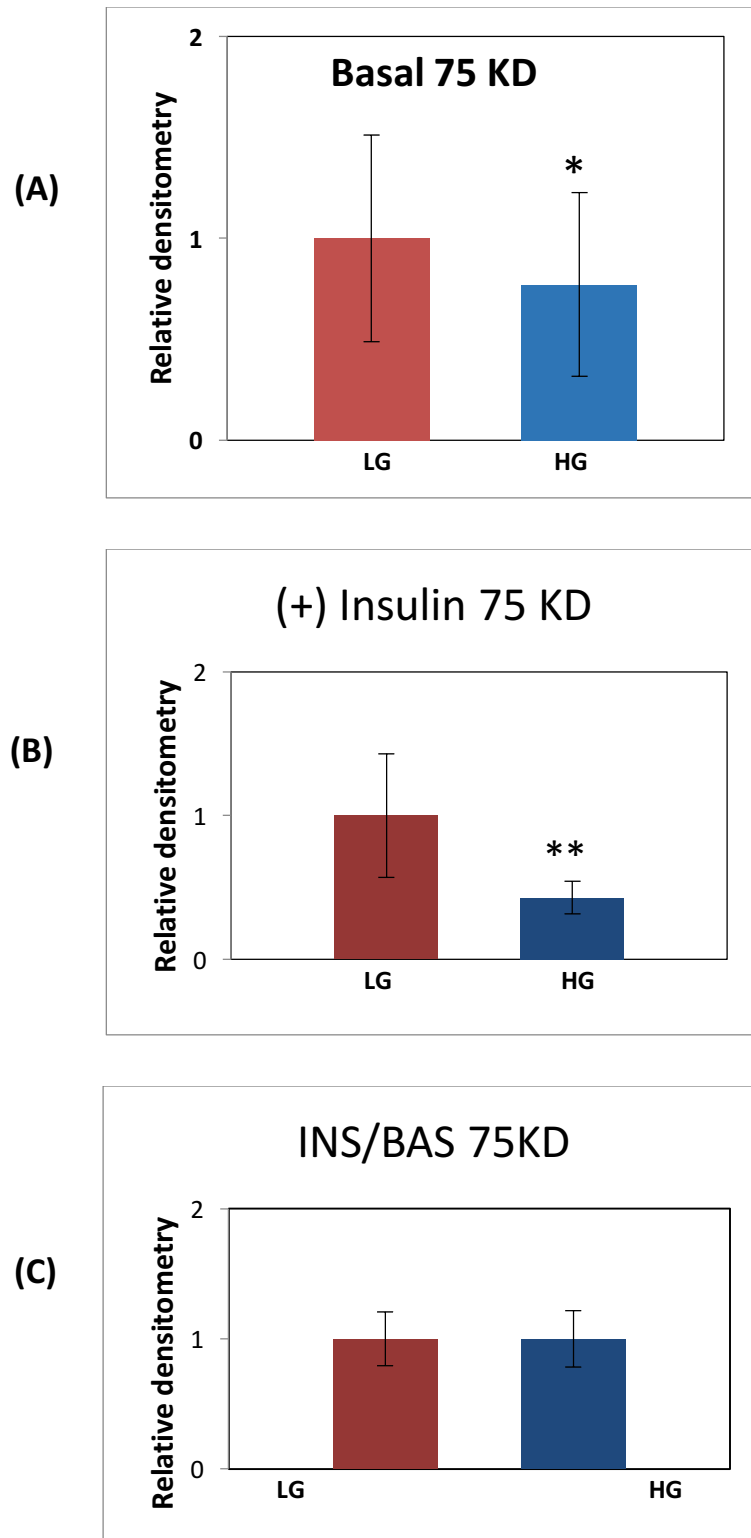 (A)
Basal 75 KD
Relative densitometry
2
*
1
0
LG HG
(B)
(+) Insulin 75 KD
Relative densitometry
2
1
**
0
LG HG
(C)
INS/BAS 75KD
Relative densitometry
2
1
0
LG HG